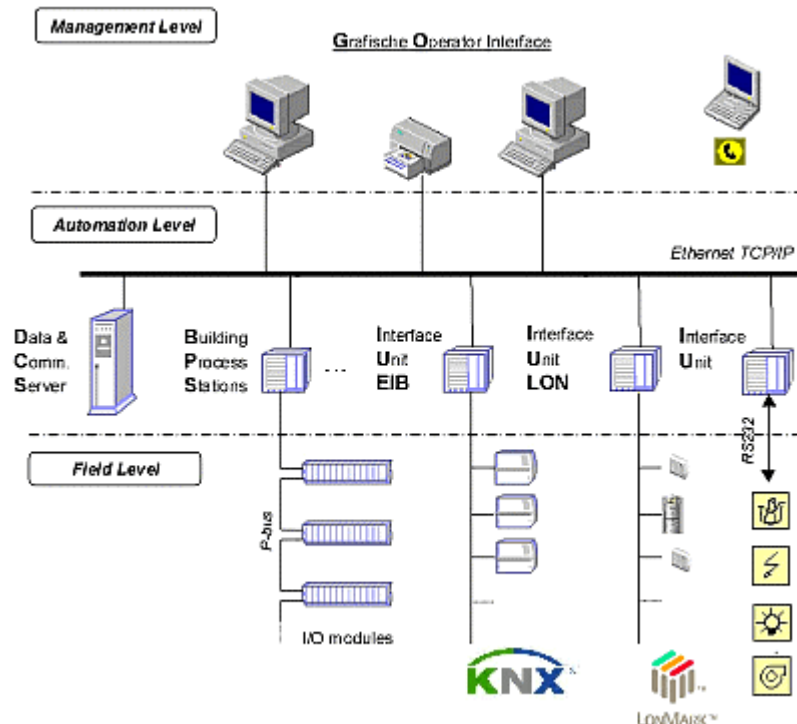 Management Level
Grafische Operator Interface
Automation Level
Ethernet TCP/IP
Data &
Comm.
Server
Building
Process
Stations
...
Interface
Unit
EIB
Interface
Unit
LON
Interface
Unit
RS232
Field Level
P-bus
I/O modules
KNX
LONMARK™